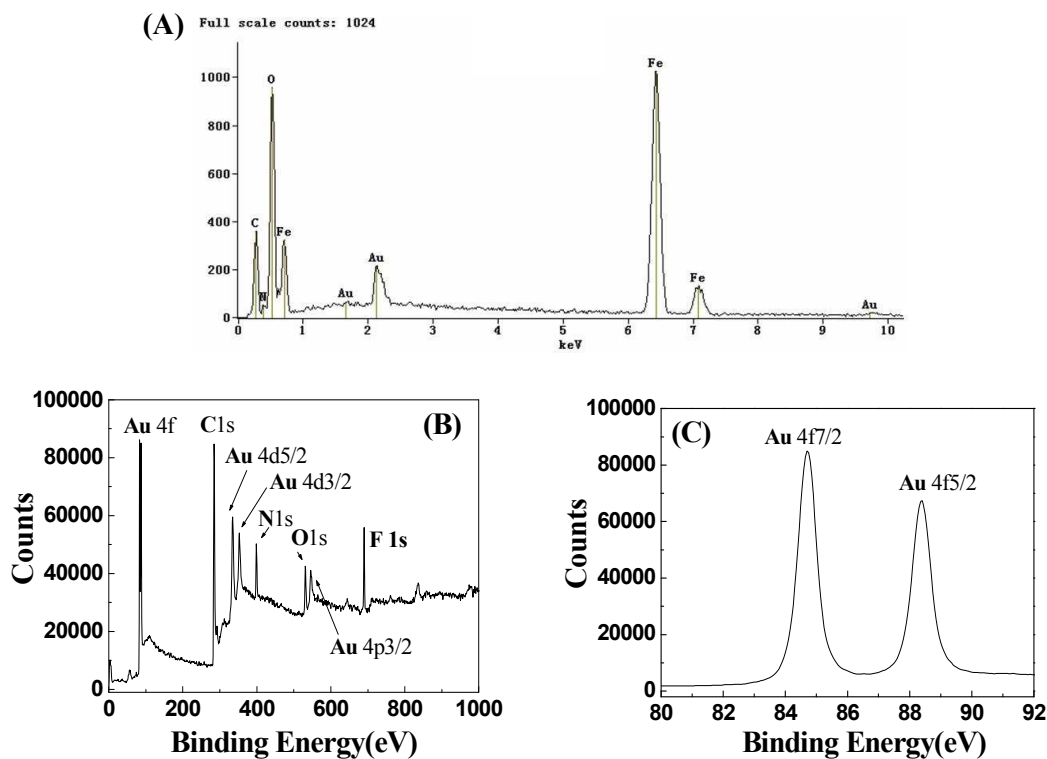 (A) Full scale counts: 1024
Fe
1000
O
800
600
400
C
Fe
Au
200
N
Au
Fe
Au
0
0 1 2 3 4 5 6 7 8 9 10
keV
100000
(B)
Au 4f
C1s
80000
Au 4d5/2
Au 4d3/2
60000
N1s
O1s
F 1s
40000
20000
Au 4p3/2
0
0 200 400 600 800 1000
Counts
Binding Energy(eV)
100000
(C)
Au 4f7/2
80000
Au 4f5/2
60000
40000
20000
0
80 82 84 86 88 90 92
Counts
Binding Energy(eV)